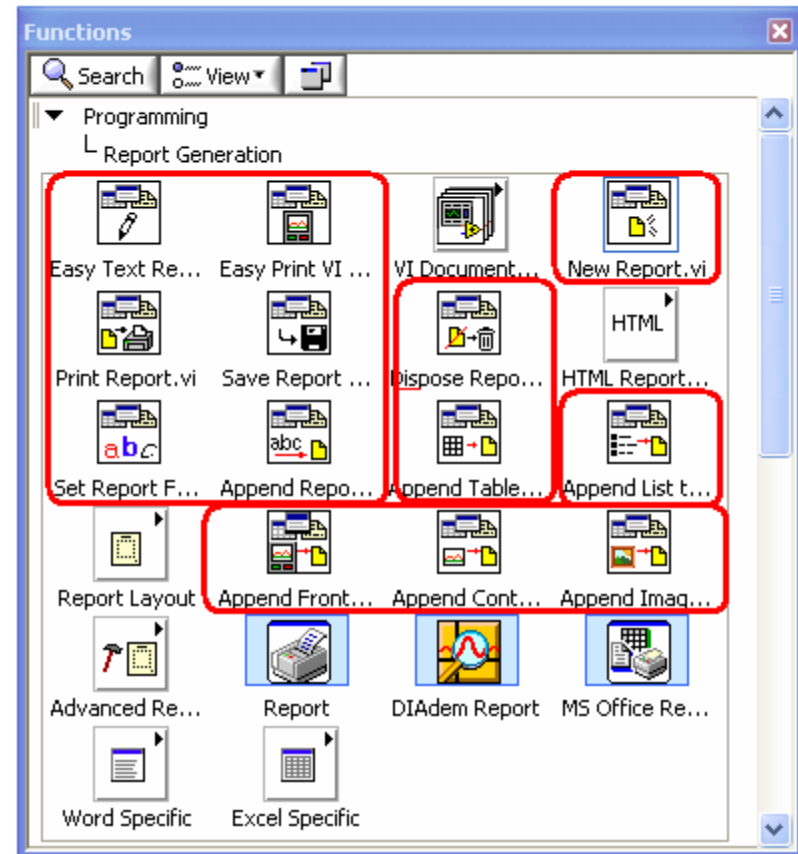 Functions
Search View
Programming
Report Generation
Easy Text Re... Easy Print VI ... VI Document... New Report.vi
HTML
Print Report.vi Save Report ... Dispose Repo... HTML Report...
abc abc
Set Report F... Append Repo... Append Table... Append List t...
Report Layout Append Front... Append Cont... Append Imag...
Advanced Re... Report DIAdem Report MS Office Re...
Word Specific Excel Specific